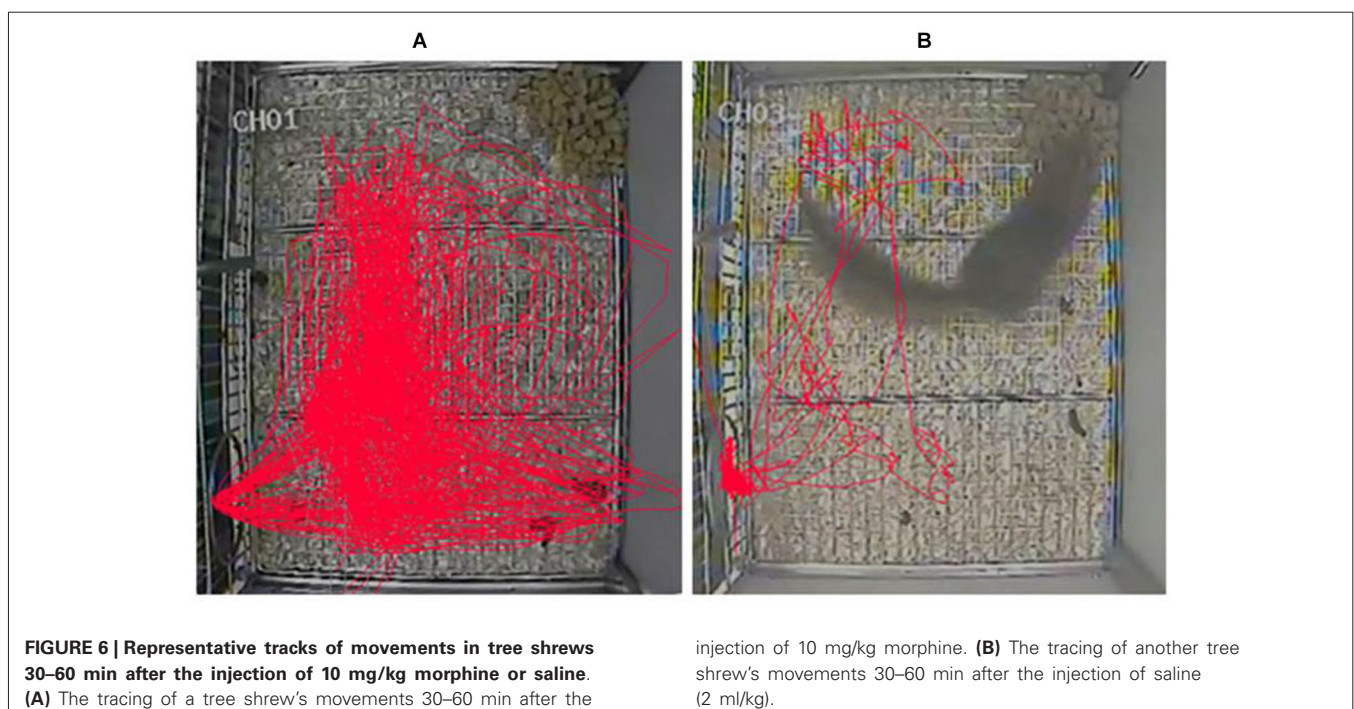 A
B
CH01
CH03
FIGURE 6 | Representative tracks of movements in tree shrews
30–60 min after the injection of 10 mg/kg morphine or saline.
(A) The tracing of a tree shrew's movements 30–60 min after the
injection of 10 mg/kg morphine. (B) The tracing of another tree
shrew's movements 30–60 min after the injection of saline
(2 ml/kg).